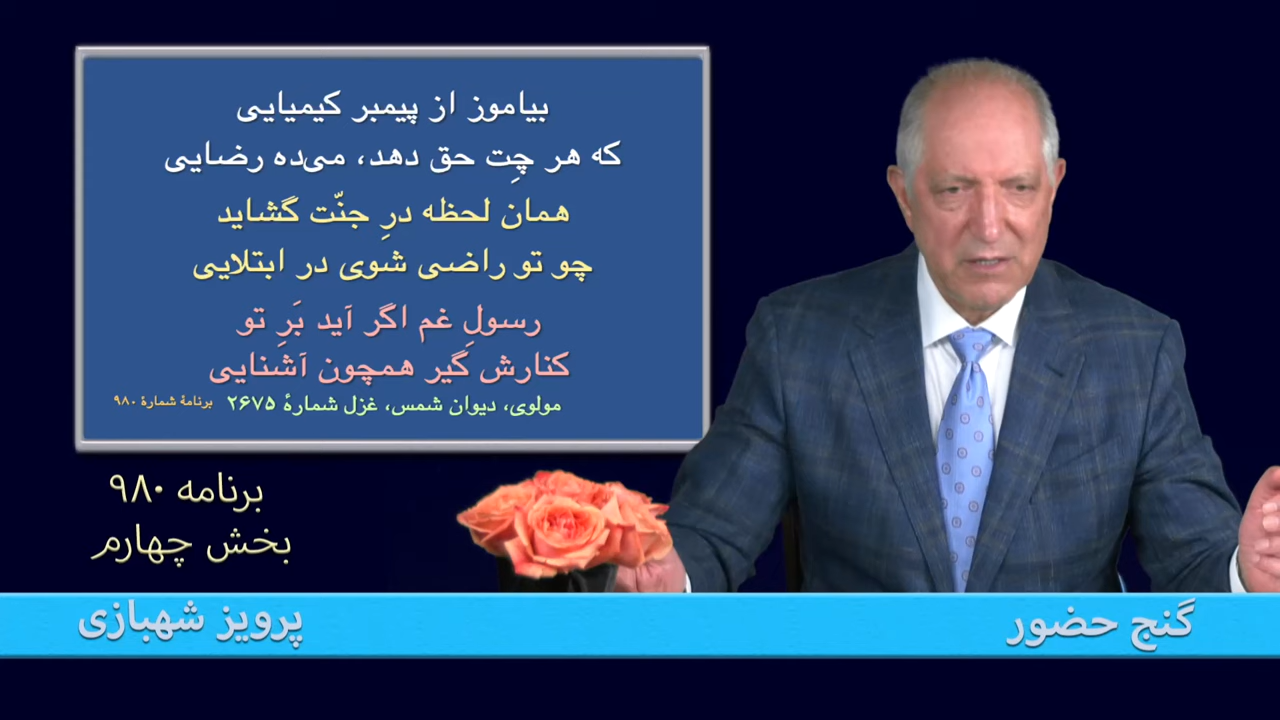 بیاموز از پیمبر کیمیایی
که هر چِت حق دهد، می‌ده رضایی
همان لحظه درِ جنّت گشاید
چو تو راضی شوی در ابتلایی
رسولِ غم اگر آید بَرِ تو
کنارش گیر همچون آشنایی
مولوی، دیوان شمس، غزل شمارهٔ ۲۶۷۵ برنامهٔ شمارهٔ ۹۸۰
برنامه ۹۸۰
بخش چهارم
گنج حضور
پرویز شهبازی